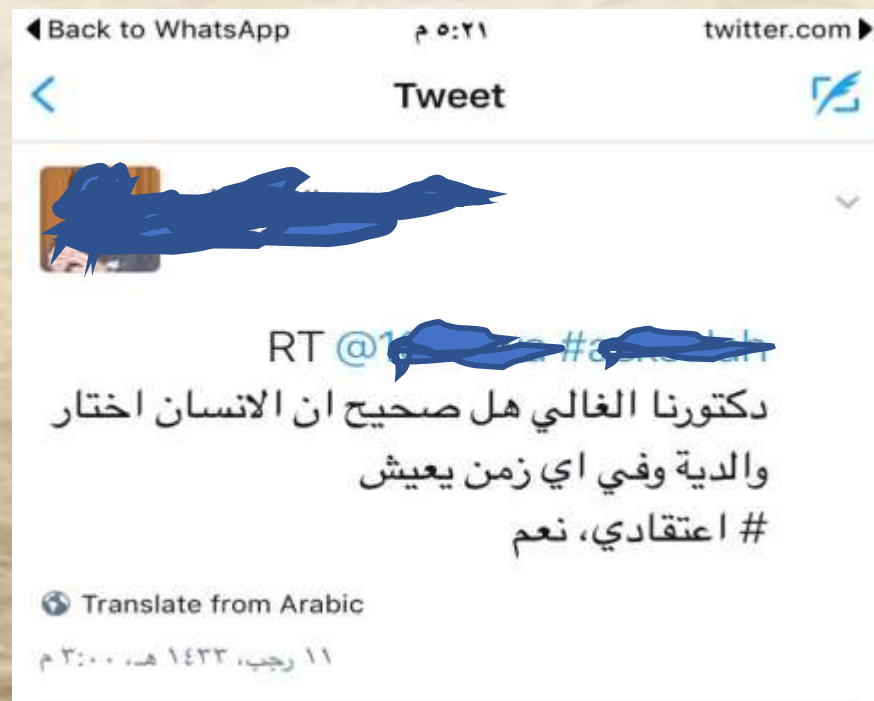 Back to WhatsApp ٥:٢١ م twitter.com
Tweet
RT
دكتورنا الغالي هل صحيح ان الانسان اختار
والدية وفي اي زمن يعيش
# اعتقادي، نعم
Translate from Arabic
١١ رجب، ١٤٣٣ هـ، ٣:٠٠ م